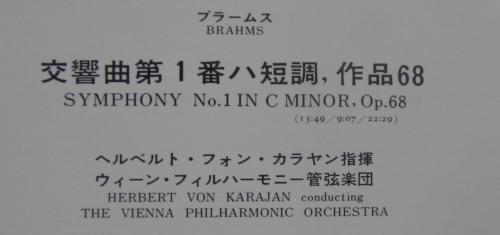 ブラームス
BRAHMS
交響曲第1番ハ短調，作品68
SYMPHONY No.1 IN C MINOR, Op.68
(13:49／9:07／22:29)
ヘルベルト・フォン・カラヤン指揮
ウィーン・フィルハーモニー管弦楽団
HERBERT VON KARAJAN conducting
THE VIENNA PHILHARMONIC ORCHESTRA